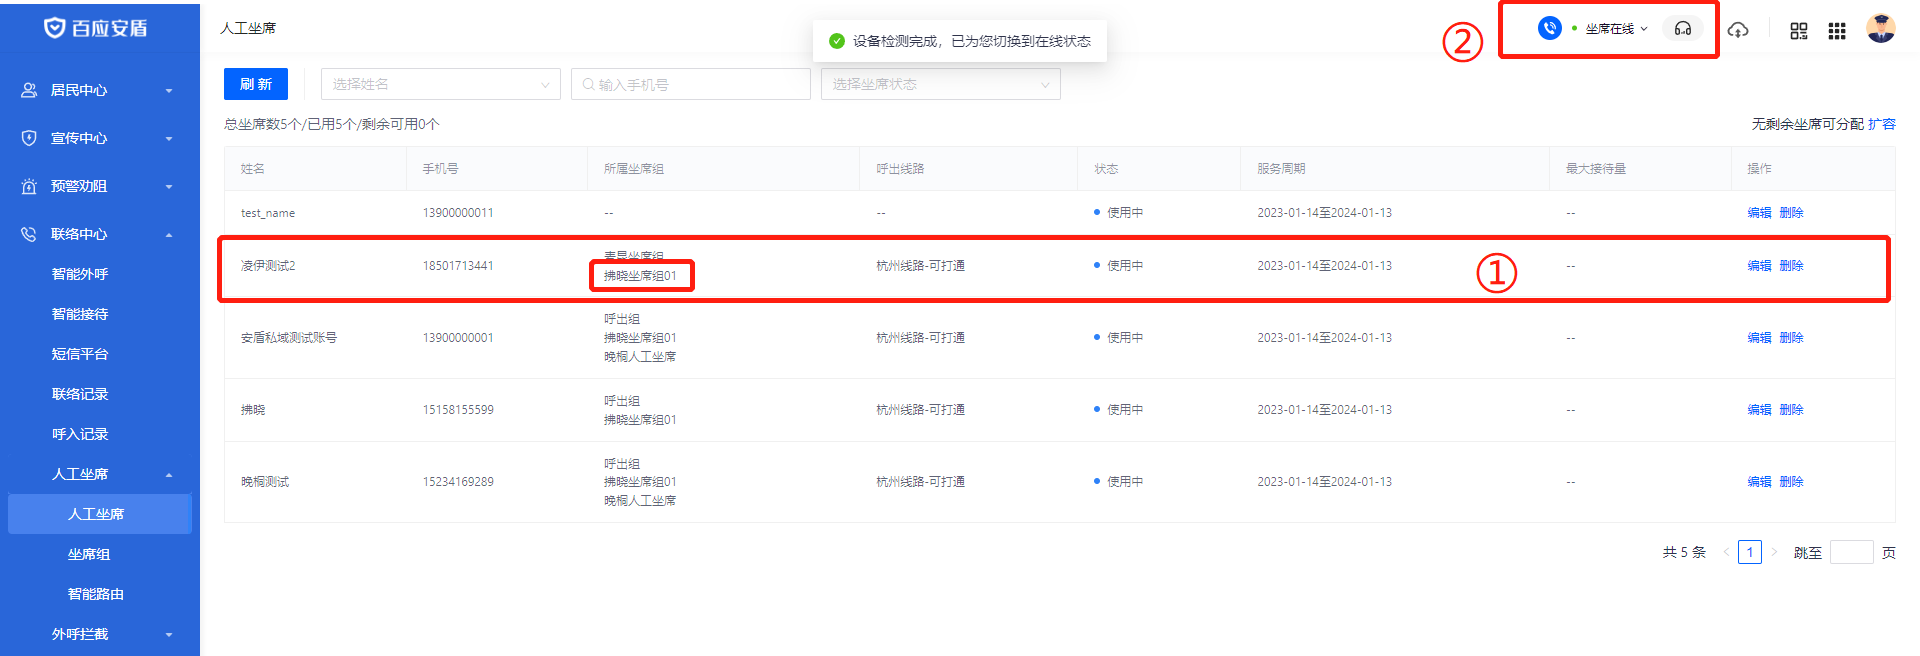 百应安盾
人工坐席
设备检测完成，已为您切换到在线状态
②
坐席在线
居民中心
宣传中心
预警劝阻
联络中心
智能外呼
智能接待
短信平台
联络记录
呼入记录
人工坐席
人工坐席
坐席组
智能路由
外呼拦截
刷 新
选择姓名
输入手机号
选择坐席状态
总坐席数5个/已用5个/剩余可用0个
无剩余坐席可分配 扩容
姓名 手机号 所属坐席组 呼出线路 状态 服务周期 最大接待量 操作
test_name 13900000011 -- -- 使用中 2023-01-14至2024-01-13 -- 编辑 删除
凌伊测试2 18501713441 拂晓坐席组01 杭州线路-可打通 使用中 2023-01-14至2024-01-13 -- 编辑 删除
①
呼出组
安盾私域测试账号 13900000001 拂晓坐席组01 杭州线路-可打通 使用中 2023-01-14至2024-01-13 -- 编辑 删除
晚桐人工坐席
呼出组
拂晓 15158155599 拂晓坐席组01 杭州线路-可打通 使用中 2023-01-14至2024-01-13 -- 编辑 删除
呼出组
晚桐测试 15234169289 拂晓坐席组01 杭州线路-可打通 使用中 2023-01-14至2024-01-13 -- 编辑 删除
晚桐人工坐席
共 5 条 < 1 > 跳至 页